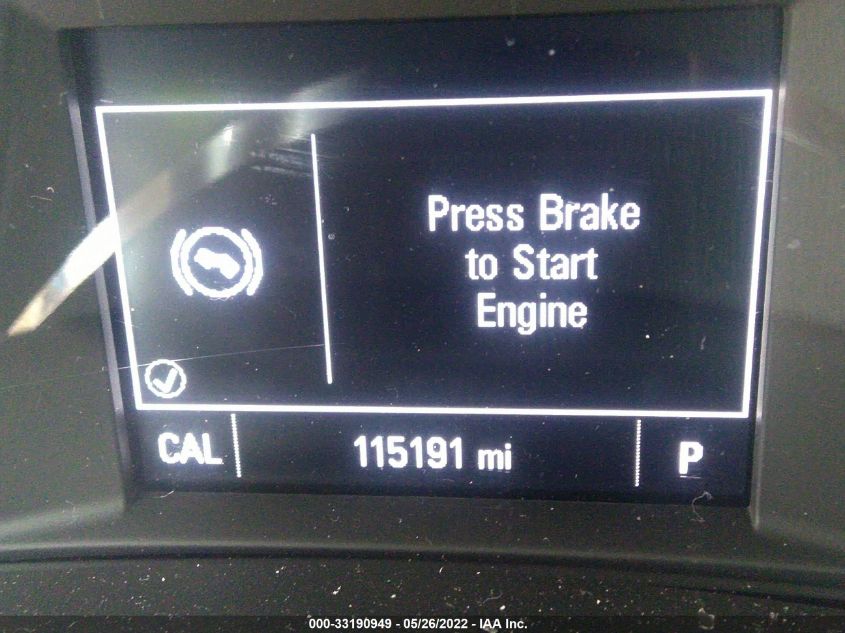 Press Brake
to Start
Engine
CAL 115191 mi P
000-33190949 - 05/26/2022 - IAA Inc.